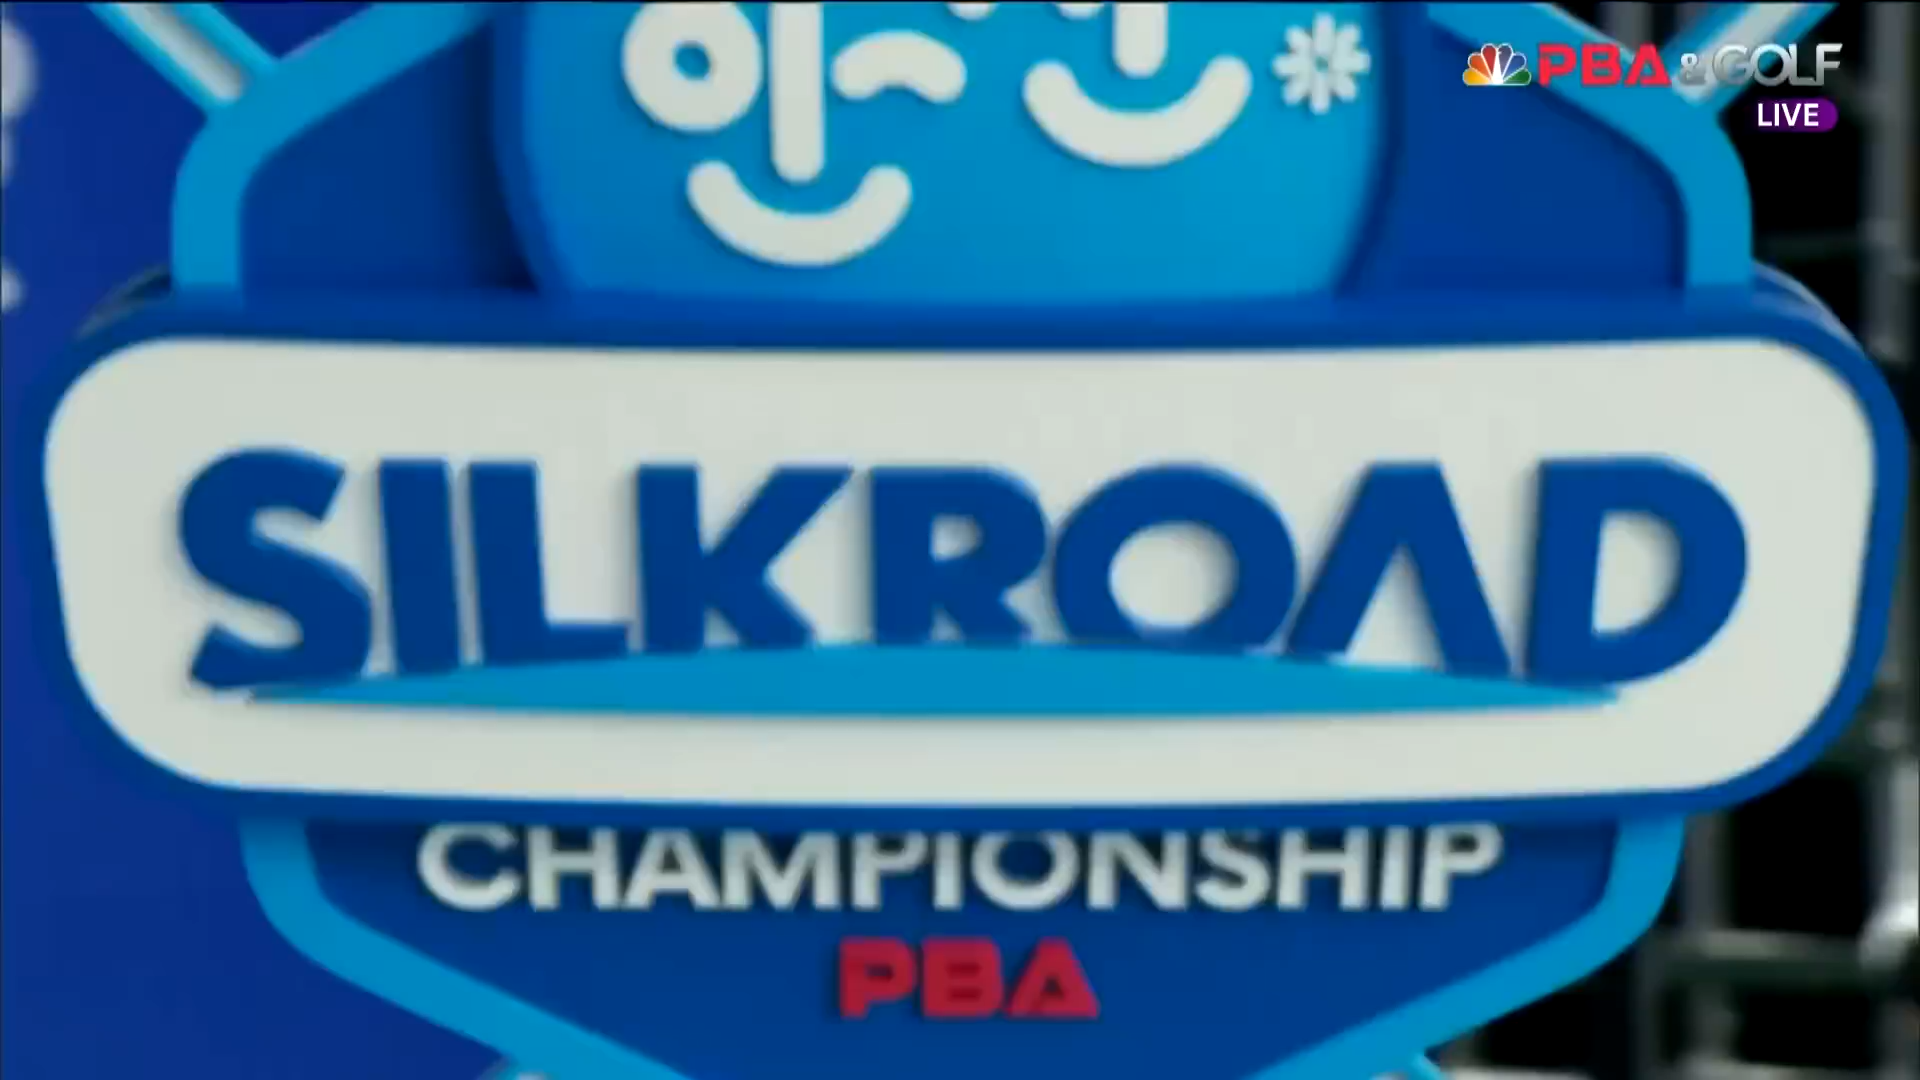 PBA & GOLF
LIVE
SILKROAD
CHAMPIONSHIP
PBA